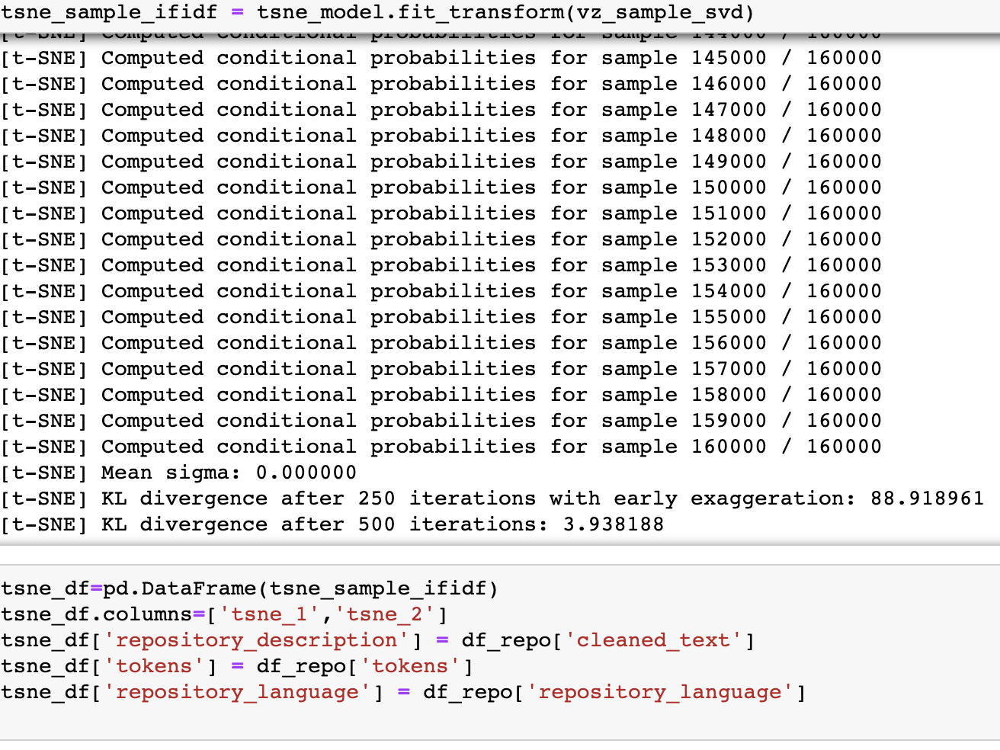 tsne_sample_ifidf = tsne_model.fit_transform(vz_sample_svd)
[t-SNE] Computed conditional probabilities for sample 144000 / 160000
[t-SNE] Computed conditional probabilities for sample 145000 / 160000
[t-SNE] Computed conditional probabilities for sample 146000 / 160000
[t-SNE] Computed conditional probabilities for sample 147000 / 160000
[t-SNE] Computed conditional probabilities for sample 148000 / 160000
[t-SNE] Computed conditional probabilities for sample 149000 / 160000
[t-SNE] Computed conditional probabilities for sample 150000 / 160000
[t-SNE] Computed conditional probabilities for sample 151000 / 160000
[t-SNE] Computed conditional probabilities for sample 152000 / 160000
[t-SNE] Computed conditional probabilities for sample 153000 / 160000
[t-SNE] Computed conditional probabilities for sample 154000 / 160000
[t-SNE] Computed conditional probabilities for sample 155000 / 160000
[t-SNE] Computed conditional probabilities for sample 156000 / 160000
[t-SNE] Computed conditional probabilities for sample 157000 / 160000
[t-SNE] Computed conditional probabilities for sample 158000 / 160000
[t-SNE] Computed conditional probabilities for sample 159000 / 160000
[t-SNE] Computed conditional probabilities for sample 160000 / 160000
[t-SNE] Mean sigma: 0.000000
[t-SNE] KL divergence after 250 iterations with early exaggeration: 88.918961
[t-SNE] KL divergence after 500 iterations: 3.938188
tsne_df=pd.DataFrame(tsne_sample_ifidf)
tsne_df.columns=['tsne_1','tsne_2']
tsne_df['repository_description'] = df_repo['cleaned_text']
tsne_df['tokens'] = df_repo['tokens']
tsne_df['repository_language'] = df_repo['repository_language']